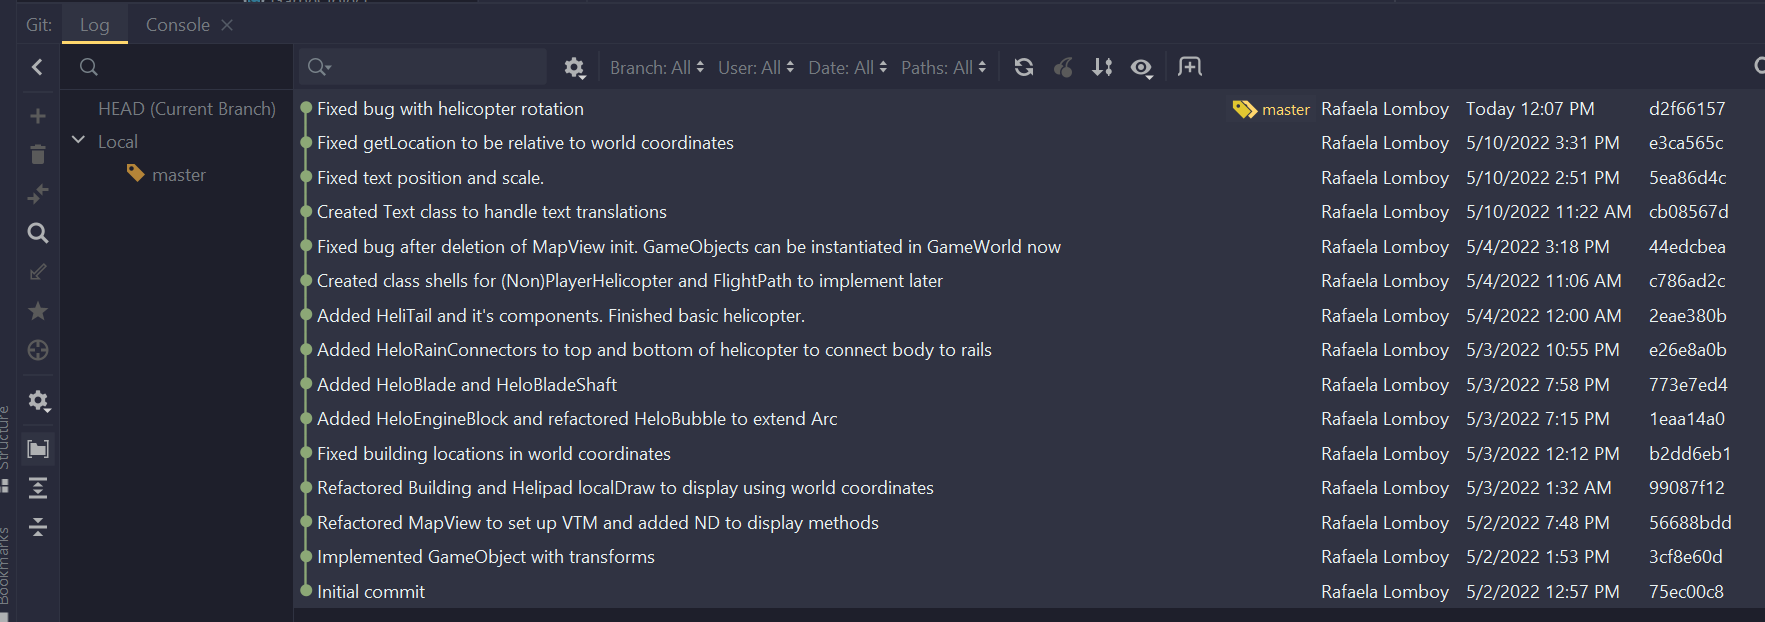 Git: Log Console
Branch: All User: All Date: All Paths: All
HEAD (Current Branch)
Local
master
Fixed bug with helicopter rotation master Rafaela Lomboy Today 12:07 PM d2f66157
Fixed getLocation to be relative to world coordinates Rafaela Lomboy 5/10/2022 3:31 PM e3ca565c
Fixed text position and scale. Rafaela Lomboy 5/10/2022 2:51 PM 5ea86d4c
Created Text class to handle text translations Rafaela Lomboy 5/10/2022 11:22 AM cb08567d
Fixed bug after deletion of MapView init. GameObjects can be instantiated in GameWorld now Rafaela Lomboy 5/4/2022 3:18 PM 44edcbea
Created class shells for (Non)PlayerHelicopter and FlightPath to implement later Rafaela Lomboy 5/4/2022 11:06 AM c786ad2c
Added HeliTail and it's components. Finished basic helicopter. Rafaela Lomboy 5/4/2022 12:00 AM 2eae380b
Added HeloRainConnectors to top and bottom of helicopter to connect body to rails Rafaela Lomboy 5/3/2022 10:55 PM e26e8a0b
Added HeloBlade and HeloBladeShaft Rafaela Lomboy 5/3/2022 7:58 PM 773e7ed4
Added HeloEngineBlock and refactored HeloBubble to extend Arc Rafaela Lomboy 5/3/2022 7:15 PM 1eaa14a0
Fixed building locations in world coordinates Rafaela Lomboy 5/3/2022 12:12 PM b2dd6eb1
Refactored Building and Helipad localDraw to display using world coordinates Rafaela Lomboy 5/3/2022 1:32 AM 99087f12
Refactored MapView to set up VTM and added ND to display methods Rafaela Lomboy 5/2/2022 7:48 PM 56688bdd
Implemented GameObject with transforms Rafaela Lomboy 5/2/2022 1:53 PM 3cf8e60d
Initial commit Rafaela Lomboy 5/2/2022 12:57 PM 75ec00c8
Structure
Bookmarks